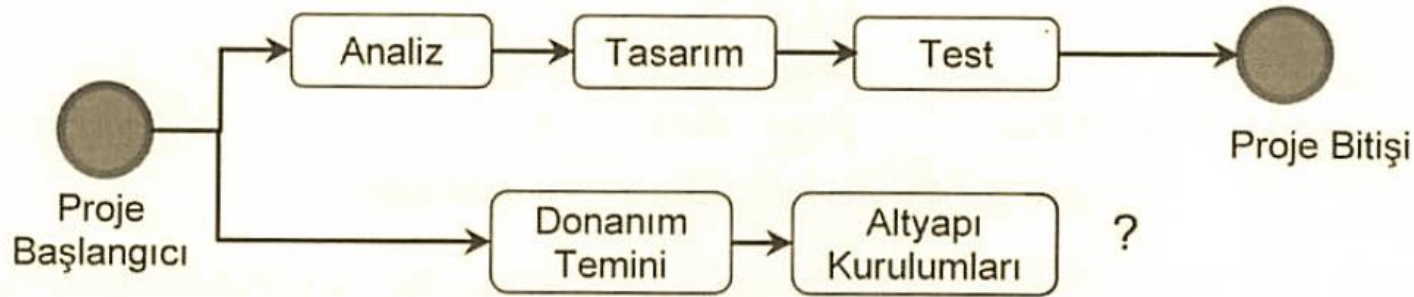 Analiz
Tasarım
Test
Proje Bitişi
Proje
Başlangıcı
Donanım
Temini
Altyapı
Kurulumları
?